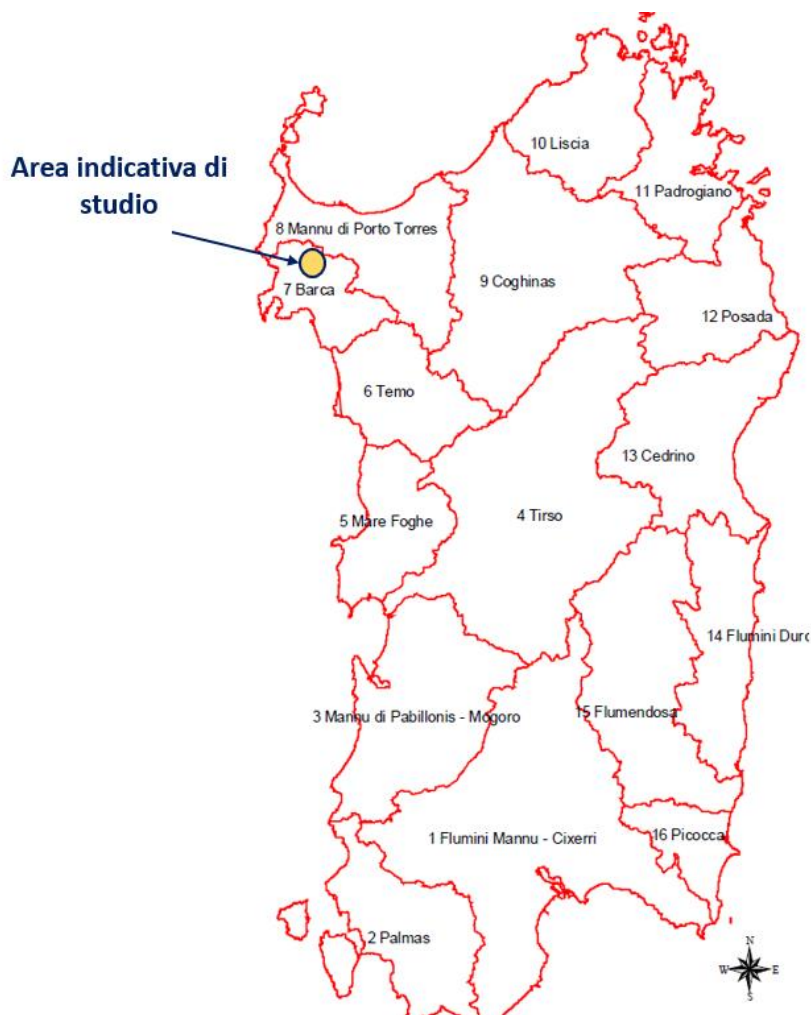 10 Liscia
Area indicativa di
studio
11 Padrogiano
8 Mannu di Porto Torres
9 Coghinas
7 Barca
12 Posada
6 Temo
13 Cedrino
4 Tirso
5 Mare Foghe
14 Flumini Durc
3 Mannu di Pabillonis - Mogoro
15 Flumendosa
1 Flumini Mannu - Cixerri
16 Picocca
2 Palmas
N
W E
S